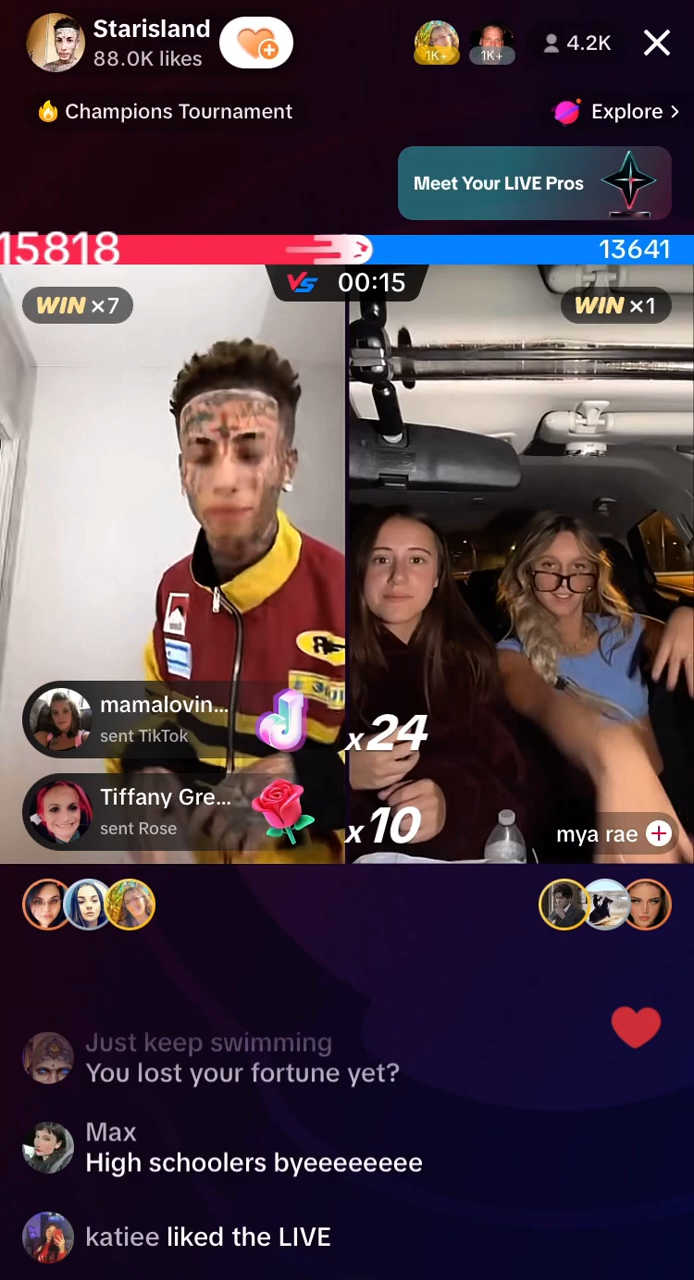 Starisland
88.0K likes
1K+
1K+
4.2K
Champions Tournament
Explore >
Meet Your LIVE Pros
15818
13641
VS 00:15
WIN ×7
WIN ×1
mamalovin...
sent TikTok
x24
Tiffany Gre...
sent Rose
x10
mya rae
Just keep swimming
You lost your fortune yet?
Max
High schoolers byeeeeeeee
katiee liked the LIVE